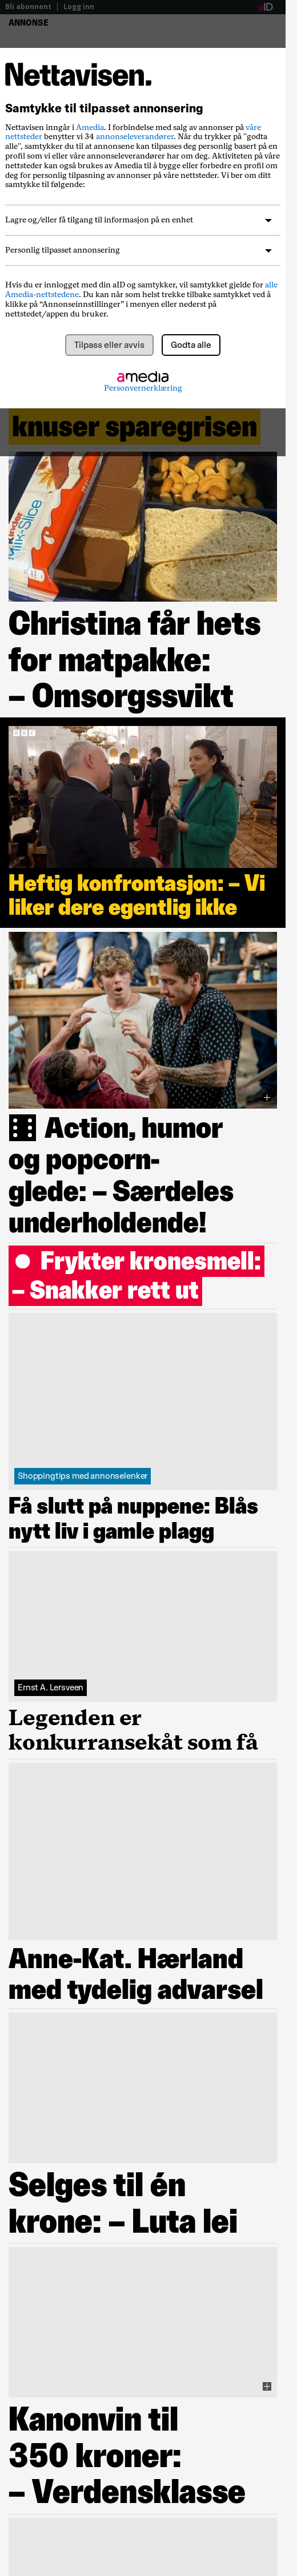 Bli abonnent | Logg inn aID
ANNONSE
Nettavisen.
Samtykke til tilpasset annonsering
Nettavisen inngår i Amedia. I forbindelse med salg av annonser på våre
nettsteder benytter vi 34 annonseleverandører. Når du trykker på "godta
alle", samtykker du til at annonsene kan tilpasses deg personlig basert på en
profil som vi eller våre annonseleverandører har om deg. Aktiviteten på våre
nettsteder kan også brukes av Amedia til å bygge eller forbedre en profil om
deg for personlig tilpasning av annonser på våre nettsteder. Vi ber om ditt
samtykke til følgende:
Lagre og/eller få tilgang til informasjon på en enhet
Personlig tilpasset annonsering
Hvis du er innlogget med din aID og samtykker, vil samtykket gjelde for alle
Amedia-nettstedene. Du kan når som helst trekke tilbake samtykket ved å
klikke på "Annonseinnstillinger" i menyen eller nederst på
nettstedet/appen du bruker.
Tilpass eller avvis
Godta alle
amedia
Personvernerklæring
knuser sparegrisen
Kinder
Milk-Slice
Christina får hets
for matpakke:
– Omsorgssvikt
BBC
Heftig konfrontasjon: – Vi
liker dere egentlig ikke
Action, humor
og popcorn-
glede: – Særdeles
underholdende!
Frykter kronesmell:
– Snakker rett ut
Shoppingtips med annonselenker
Få slutt på nuppene: Blås
nytt liv i gamle plagg
Ernst A. Lersveen
Legenden er
konkurransekåt som få
Anne-Kat. Hærland
med tydelig advarsel
Selges til én
krone: – Luta lei
Kanonvin til
350 kroner:
– Verdensklasse